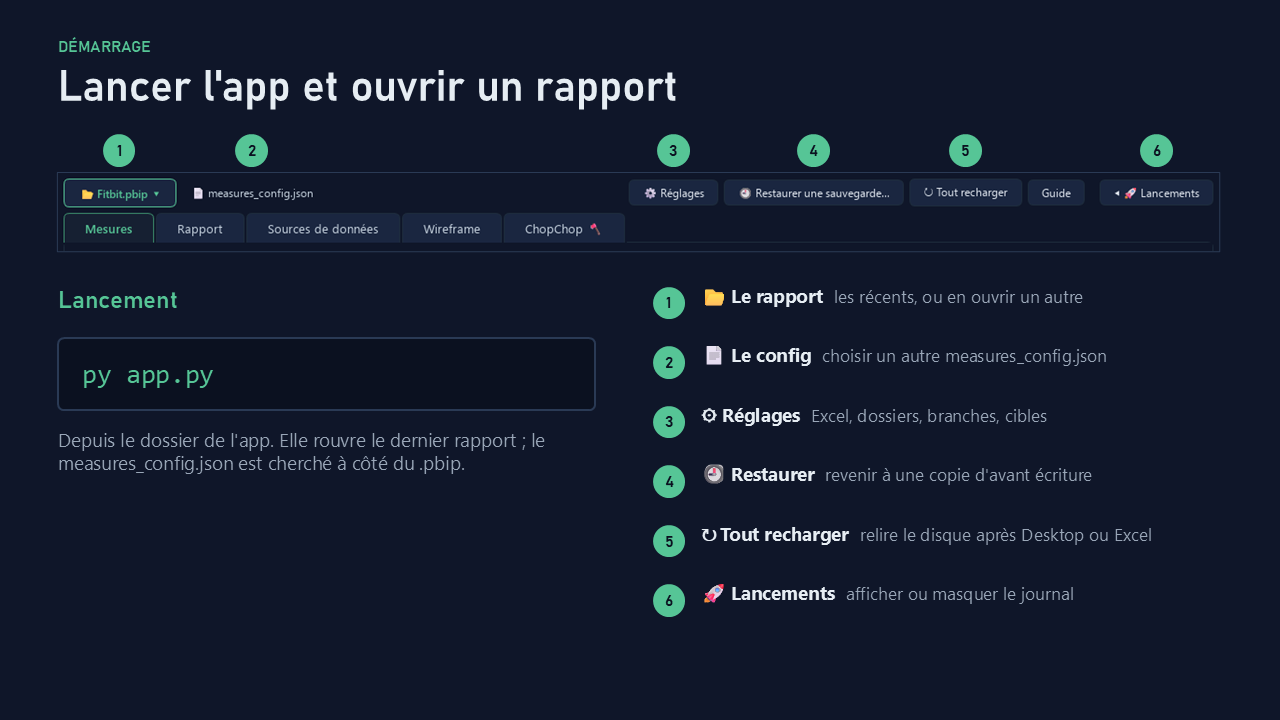 DÉMARRAGE
Lancer l'app et ouvrir un rapport
1 2 3 4 5 6
📂 Fitbit.pbip ▾ 📄 measures_config.json ⚙ Réglages 🕘 Restaurer une sauvegarde... ↻ Tout recharger Guide ◂ 🚀 Lancements
Mesures Rapport Sources de données Wireframe ChopChop 🪓
Lancement
py app.py
Depuis le dossier de l'app. Elle rouvre le dernier rapport ; le
measures_config.json est cherché à côté du .pbip.
1 📂 Le rapport les récents, ou en ouvrir un autre
2 📄 Le config choisir un autre measures_config.json
3 ⚙ Réglages Excel, dossiers, branches, cibles
4 🕘 Restaurer revenir à une copie d'avant écriture
5 ↻ Tout recharger relire le disque après Desktop ou Excel
6 🚀 Lancements afficher ou masquer le journal